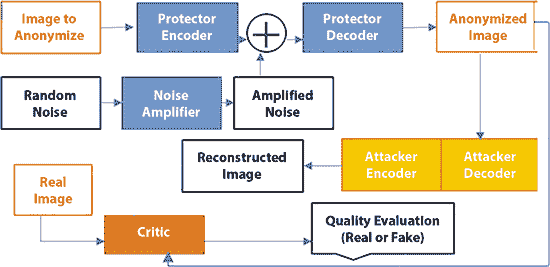 Image to
Anonymize
Protector
Encoder
Protector
Decoder
Anonymized
Image
Random
Noise
Noise
Amplifier
Amplified
Noise
Reconstructed
Image
Attacker
Encoder
Attacker
Decoder
Real
Image
Critic
Quality Evaluation
(Real or Fake)